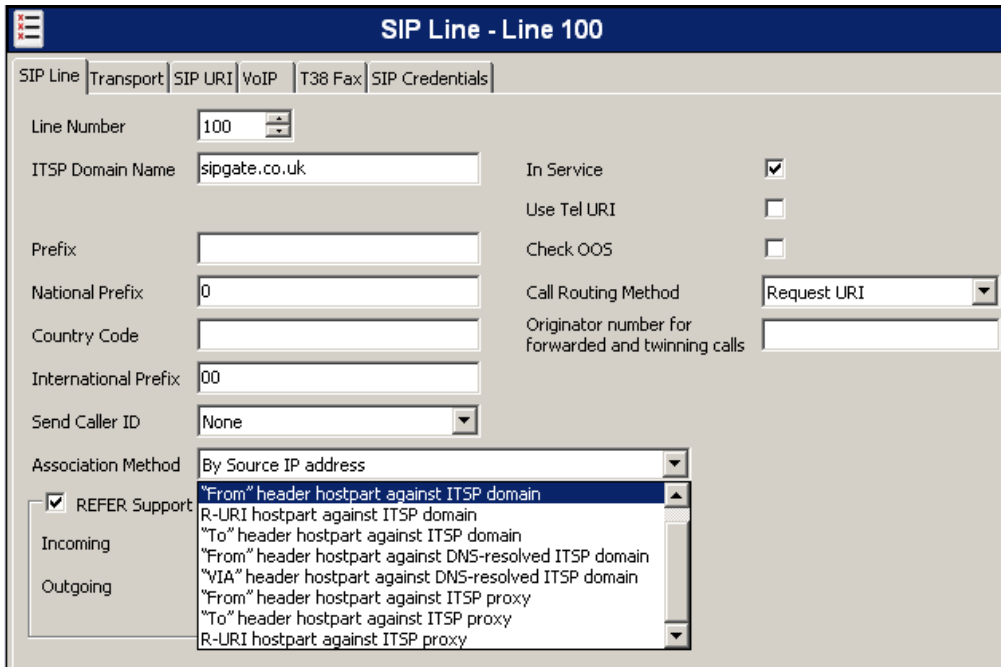 SIP Line - Line 100
SIP Line Transport SIP URI VoIP T38 Fax SIP Credentials
Line Number 100
ITSP Domain Name sipgate.co.uk In Service
Use Tel URI
Prefix Check OOS
National Prefix 0 Call Routing Method Request URI
Country Code Originator number for forwarded and twinning calls
International Prefix 00
Send Caller ID None
Association Method By Source IP address
REFER Support "From" header hostpart against ITSP domain
R-URI hostpart against ITSP domain
"To" header hostpart against ITSP domain
Incoming "From" header hostpart against DNS-resolved ITSP domain
"VIA" header hostpart against DNS-resolved ITSP domain
Outgoing "From" header hostpart against ITSP proxy
"To" header hostpart against ITSP proxy
R-URI hostpart against ITSP proxy